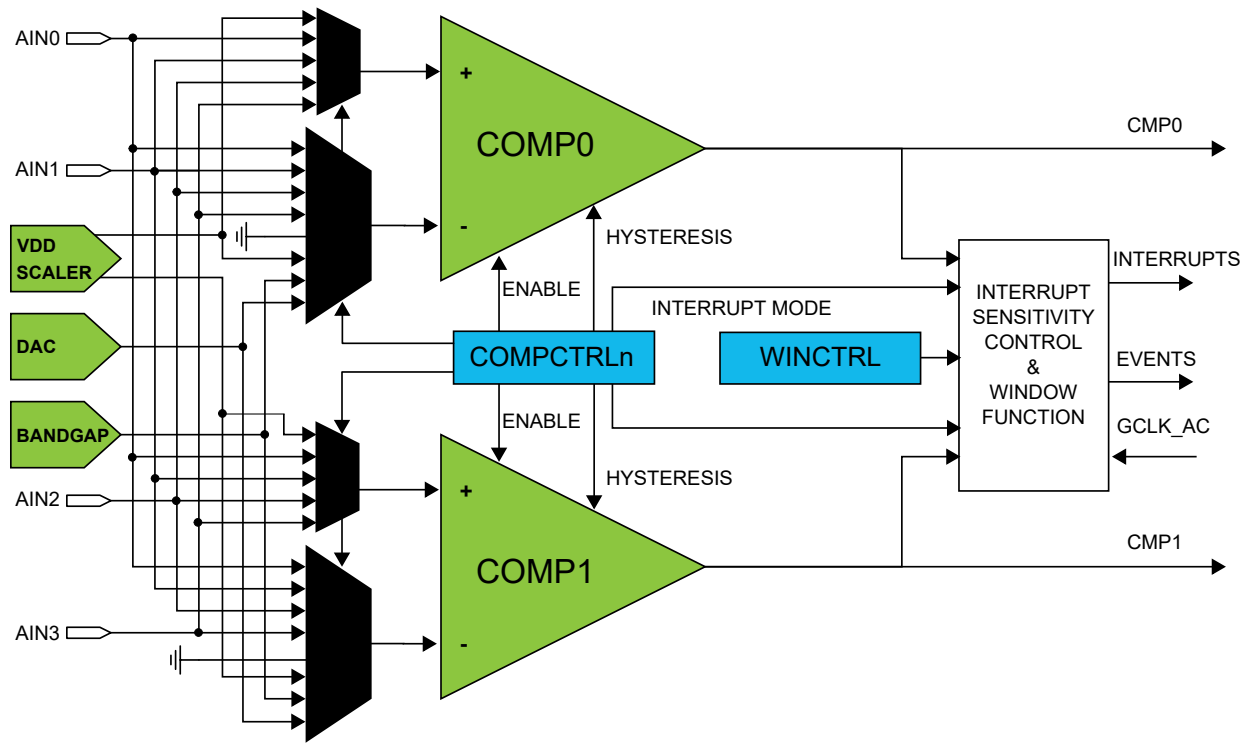 AIN0
+
COMP0
CMP0
AIN1
-
HYSTERESIS
VDD
SCALER
ENABLE
INTERRUPT MODE
INTERRUPTS
INTERRUPT
SENSITIVITY
CONTROL
&
WINDOW
FUNCTION
DAC
COMPCTRLn
WINCTRL
EVENTS
BANDGAP
ENABLE
GCLK_AC
HYSTERESIS
AIN2
+
COMP1
CMP1
AIN3
-